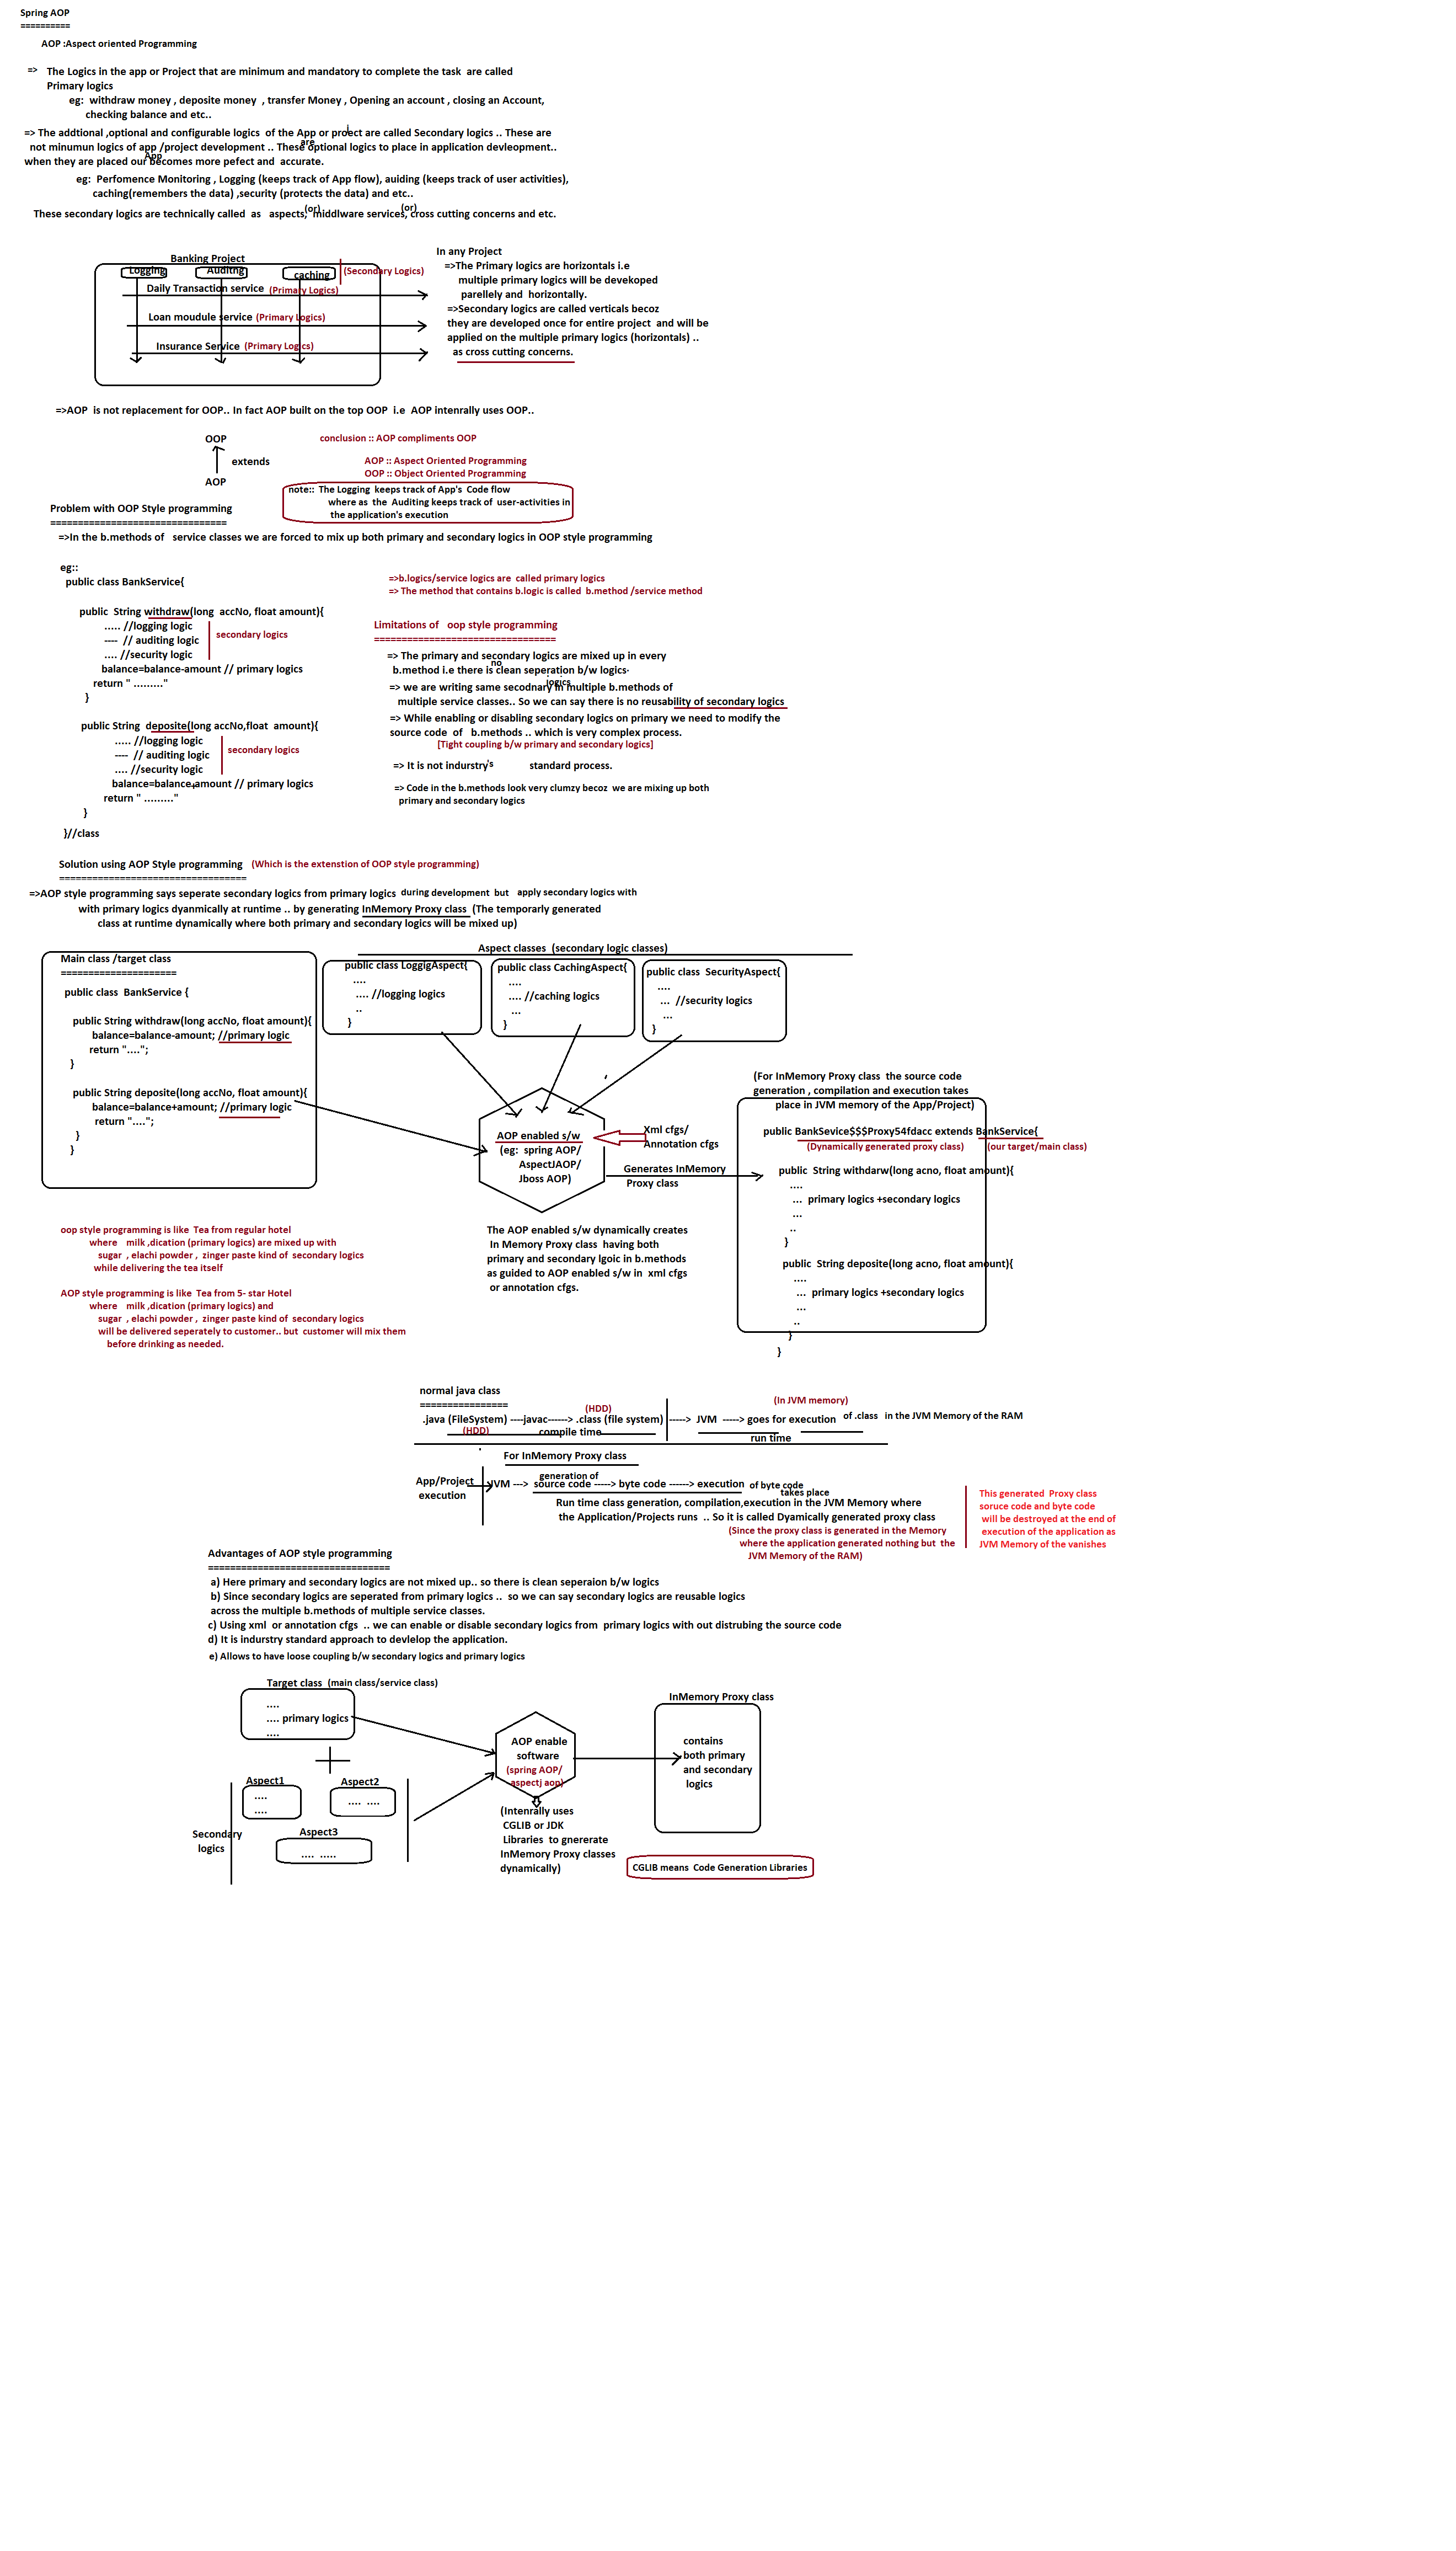 Spring AOP
==========
AOP :Aspect oriented Programming
=> The Logics in the app or Project that are minimum and mandatory to complete the task are called
Primary logics
eg: withdraw money , deposite money , transfer Money , Opening an account , closing an Account,
checking balance and etc..
j
=> The addtional ,optional and configurable logics of the App or proect are called Secondary logics .. These are
are
not minumun logics of app /project development .. These optional logics to place in application devleopment..
App
when they are placed our becomes more pefect and accurate.
eg: Perfomence Monitoring , Logging (keeps track of App flow), auiding (keeps track of user activities),
caching(remembers the data) ,security (protects the data) and etc..
(or) (or)
These secondary logics are technically called as aspects, middlware services, cross cutting concerns and etc.
Banking Project
Logging Auditng caching (Secondary Logics)
Daily Transaction service (Primary Logics)
Loan moudule service (Primary Logics)
Insurance Service (Primary Logics)
In any Project
=>The Primary logics are horizontals i.e
multiple primary logics will be devekoped
parellely and horizontally.
=>Secondary logics are called verticals becoz
they are developed once for entire project and will be
applied on the multiple primary logics (horizontals) ..
as cross cutting concerns.
=>AOP is not replacement for OOP.. In fact AOP built on the top OOP i.e AOP intenrally uses OOP..
OOP
extends
AOP
conclusion :: AOP compliments OOP
AOP :: Aspect Oriented Programming
OOP :: Object Oriented Programming
note:: The Logging keeps track of App's Code flow
where as the Auditing keeps track of user-activities in
the application's execution
Problem with OOP Style programming
================================
=>In the b.methods of service classes we are forced to mix up both primary and secondary logics in OOP style programming
eg::
public class BankService{
public String withdraw(long accNo, float amount){
..... //logging logic
---- // auditing logic
.... //security logic
secondary logics
balance=balance-amount // primary logics
return " ........."
}
public String deposite(long accNo,float amount){
..... //logging logic
---- // auditing logic
.... //security logic
secondary logics
balance=balance+amount // primary logics
return " ........."
}
}//class
=>b.logics/service logics are called primary logics
=> The method that contains b.logic is called b.method /service method
Limitations of oop style programming
=================================
=> The primary and secondary logics are mixed up in every
no
b.method i.e there is clean seperation b/w logics
logics
=> we are writing same secodnary in multiple b.methods of
multiple service classes.. So we can say there is no reusability of secondary logics
=> While enabling or disabling secondary logics on primary we need to modify the
source code of b.methods .. which is very complex process.
[Tight coupling b/w primary and secondary logics]
=> It is not indurstry's standard process.
=> Code in the b.methods look very clumzy becoz we are mixing up both
primary and secondary logics
Solution using AOP Style programming (Which is the extenstion of OOP style programming)
==================================
=>AOP style programming says seperate secondary logics from primary logics during development but apply secondary logics with
with primary logics dyanmically at runtime .. by generating InMemory Proxy class (The temporarly generated
class at runtime dynamically where both primary and secondary logics will be mixed up)
Aspect classes (secondary logic classes)
Main class /target class
=====================
public class BankService {
public String withdraw(long accNo, float amount){
balance=balance-amount; //primary logic
return "....";
}
public String deposite(long accNo, float amount){
balance=balance+amount; //primary logic
return "....";
}
}
public class LoggigAspect{
....
.... //logging logics
..
}
public class CachingAspect{
....
.... //caching logics
...
}
public class SecurityAspect{
....
... //security logics
...
}
AOP enabled s/w
(eg: spring AOP/
AspectJAOP/
Jboss AOP)
Xml cfgs/
Annotation cfgs
Generates InMemory
Proxy class
The AOP enabled s/w dynamically creates
In Memory Proxy class having both
primary and secondary lgoic in b.methods
as guided to AOP enabled s/w in xml cfgs
or annotation cfgs.
(For InMemory Proxy class the source code
generation , compilation and execution takes
place in JVM memory of the App/Project)
public BankSevice$$$Proxy54fdacc extends BankService{
(Dynamically generated proxy class) (our target/main class)
public String withdarw(long acno, float amount){
....
... primary logics +secondary logics
...
..
}
public String deposite(long acno, float amount){
....
... primary logics +secondary logics
...
..
}
}
oop style programming is like Tea from regular hotel
where milk ,dication (primary logics) are mixed up with
sugar , elachi powder , zinger paste kind of secondary logics
while delivering the tea itself
AOP style programming is like Tea from 5- star Hotel
where milk ,dication (primary logics) and
sugar , elachi powder , zinger paste kind of secondary logics
will be delivered seperately to customer.. but customer will mix them
before drinking as needed.
normal java class
================
(HDD) (In JVM memory)
.java (FileSystem) ----javac------> .class (file system) -----> JVM -----> goes for execution of .class in the JVM Memory of the RAM
(HDD) compile time run time
For InMemory Proxy class
App/Project
execution
generation of
JVM ---> source code -----> byte code ------> execution of byte code
takes place
Run time class generation, compilation,execution in the JVM Memory where
the Application/Projects runs .. So it is called Dyamically generated proxy class
(Since the proxy class is generated in the Memory
where the application generated nothing but the
JVM Memory of the RAM)
This generated Proxy class
soruce code and byte code
will be destroyed at the end of
execution of the application as
JVM Memory of the vanishes
Advantages of AOP style programming
=================================
a) Here primary and secondary logics are not mixed up.. so there is clean seperaion b/w logics
b) Since secondary logics are seperated from primary logics .. so we can say secondary logics are reusable logics
across the multiple b.methods of multiple service classes.
c) Using xml or annotation cfgs .. we can enable or disable secondary logics from primary logics with out distrubing the source code
d) It is indurstry standard approach to devlelop the application.
e) Allows to have loose coupling b/w secondary logics and primary logics
Target class (main class/service class)
....
.... primary logics
....
Aspect1
....
....
Aspect2
.... ....
Aspect3
.... .....
Secondary
logics
AOP enable
software
(spring AOP/
aspectj aop)
(Intenrally uses
CGLIB or JDK
Libraries to gnererate
InMemory Proxy classes
dynamically)
InMemory Proxy class
contains
both primary
and secondary
logics
CGLIB means Code Generation Libraries